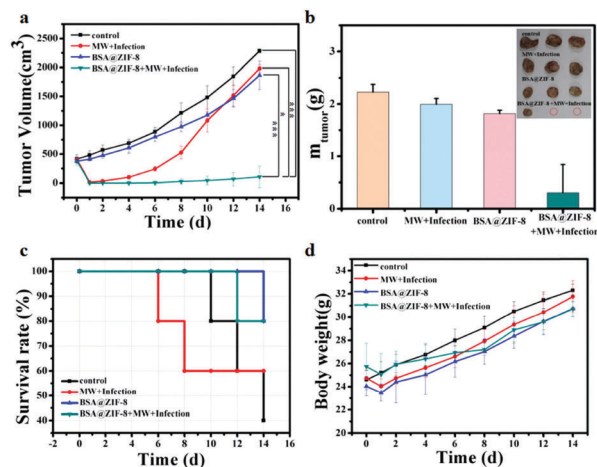 a
Tumor Volume(cm³)
2500
2000
1500
1000
500
0
control
MW+Infection
BSA@ZIF-8
BSA@ZIF-8+MW+Infection
***
*
***
0 2 4 6 8 10 12 14 16
Time (d)
b
m tumor(g)
3
2
1
0
control
MW+Infection
BSA@ZIF-8
BSA@ZIF-8+MW+Infection
control
MW+Infection
BSA@ZIF-8
BSA@ZIF-8
+MW+Infection
c
Survival rate (%)
100
90
80
70
60
50
40
control
MW+Infection
BSA@ZIF-8
BSA@ZIF-8+MW+Infection
-2 0 2 4 6 8 10 12 14 16
Time (d)
d
Body weight(g)
34
32
30
28
26
24
22
20
control
MW+Infection
BSA@ZIF-8
BSA@ZIF-8+MW+Infection
0 2 4 6 8 10 12 14 16
Time (d)